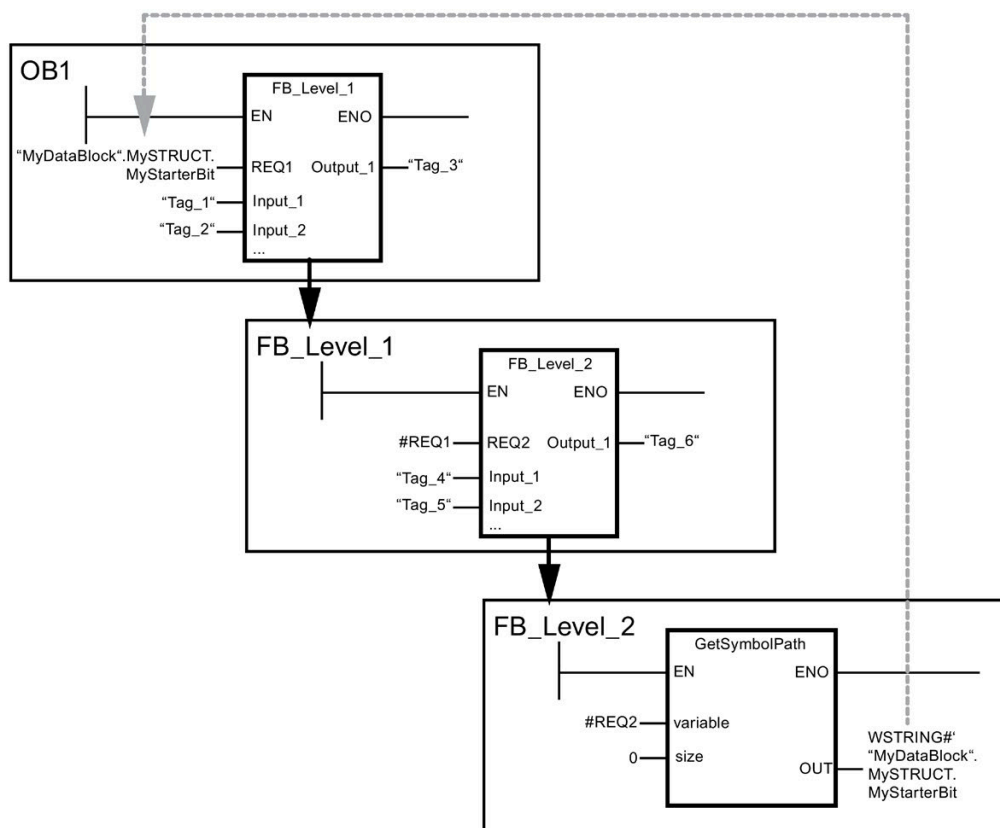 OB1
FB_Level_1
EN ENO
"MyDataBlock".MySTRUCT.
MyStarterBit
REQ1 Output_1 "Tag_3"
"Tag_1" Input_1
"Tag_2" Input_2
...
FB_Level_1
FB_Level_2
EN ENO
#REQ1 REQ2 Output_1 "Tag_6"
"Tag_4" Input_1
"Tag_5" Input_2
...
FB_Level_2
GetSymbolPath
EN ENO
#REQ2 variable
0 size
OUT
WSTRING#'
"MyDataBlock".
MySTRUCT.
MyStarterBit